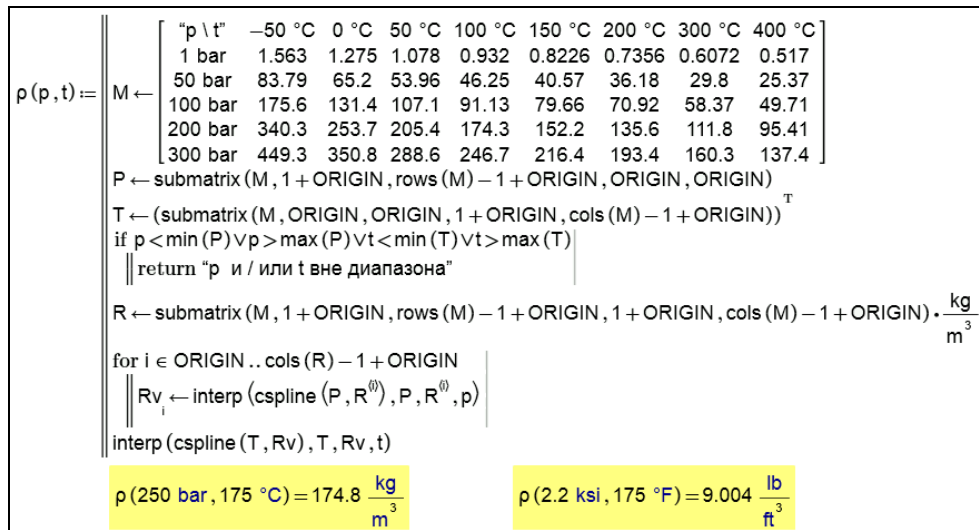 “p \ t” −50 °C 0 °C 50 °C 100 °C 150 °C 200 °C 300 °C 400 °C
1 bar 1.563 1.275 1.078 0.932 0.8226 0.7356 0.6072 0.517
50 bar 83.79 65.2 53.96 46.25 40.57 36.18 29.8 25.37
ρ(p,t):= M ← 100 bar 175.6 131.4 107.1 91.13 79.66 70.92 58.37 49.71
200 bar 340.3 253.7 205.4 174.3 152.2 135.6 111.8 95.41
300 bar 449.3 350.8 288.6 246.7 216.4 193.4 160.3 137.4
P ← submatrix (M , 1 + ORIGIN , rows (M) − 1 + ORIGIN , ORIGIN , ORIGIN)
T ← (submatrix (M , ORIGIN , ORIGIN , 1 + ORIGIN , cols (M) − 1 + ORIGIN))ᵀ
if p < min (P) ∨ p > max (P) ∨ t < min (T) ∨ t > max (T)
return “p и / или t вне диапазона”
R ← submatrix (M , 1 + ORIGIN , rows (M) − 1 + ORIGIN , 1 + ORIGIN , cols (M) − 1 + ORIGIN) · kg/m³
for i ∈ ORIGIN .. cols (R) − 1 + ORIGIN
Rvᵢ ← interp (cspline (P , R⁽ⁱ⁾) , P , R⁽ⁱ⁾ , p)
interp (cspline (T , Rv) , T , Rv , t)
ρ (250 bar , 175 °C) = 174.8 kg/m³ ρ (2.2 ksi , 175 °F) = 9.004 lb/ft³